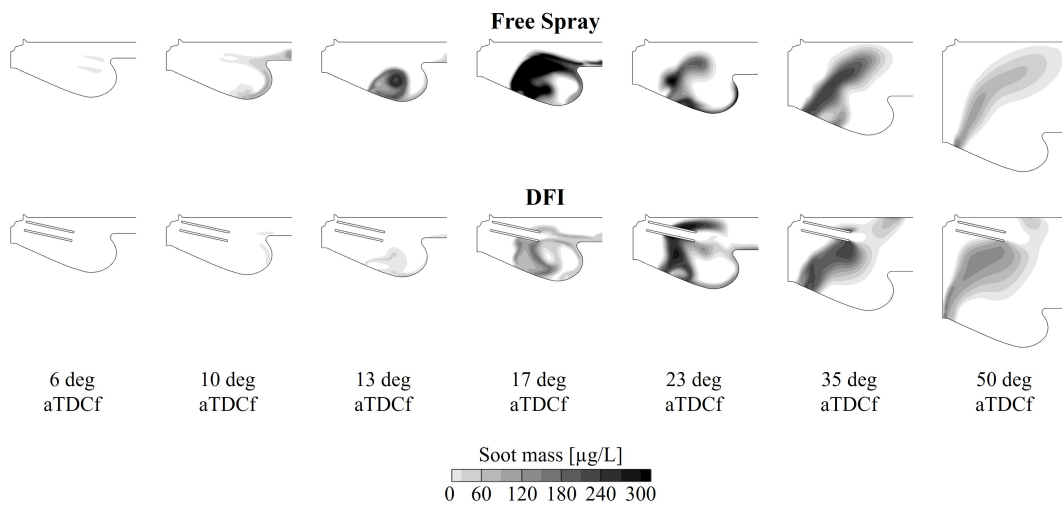 Free Spray
DFI
6 deg 10 deg 13 deg 17 deg 23 deg 35 deg 50 deg
aTDCf aTDCf aTDCf aTDCf aTDCf aTDCf aTDCf
Soot mass [µg/L]
0 60 120 180 240 300